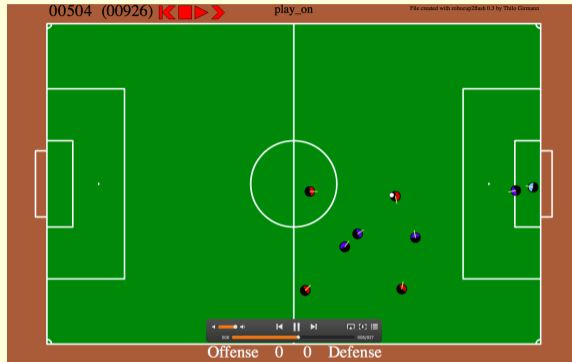 00504 (00926)
play_on
File created with robocup2flash 0.3 by Thilo Girmann
Offense 0 0 Defense